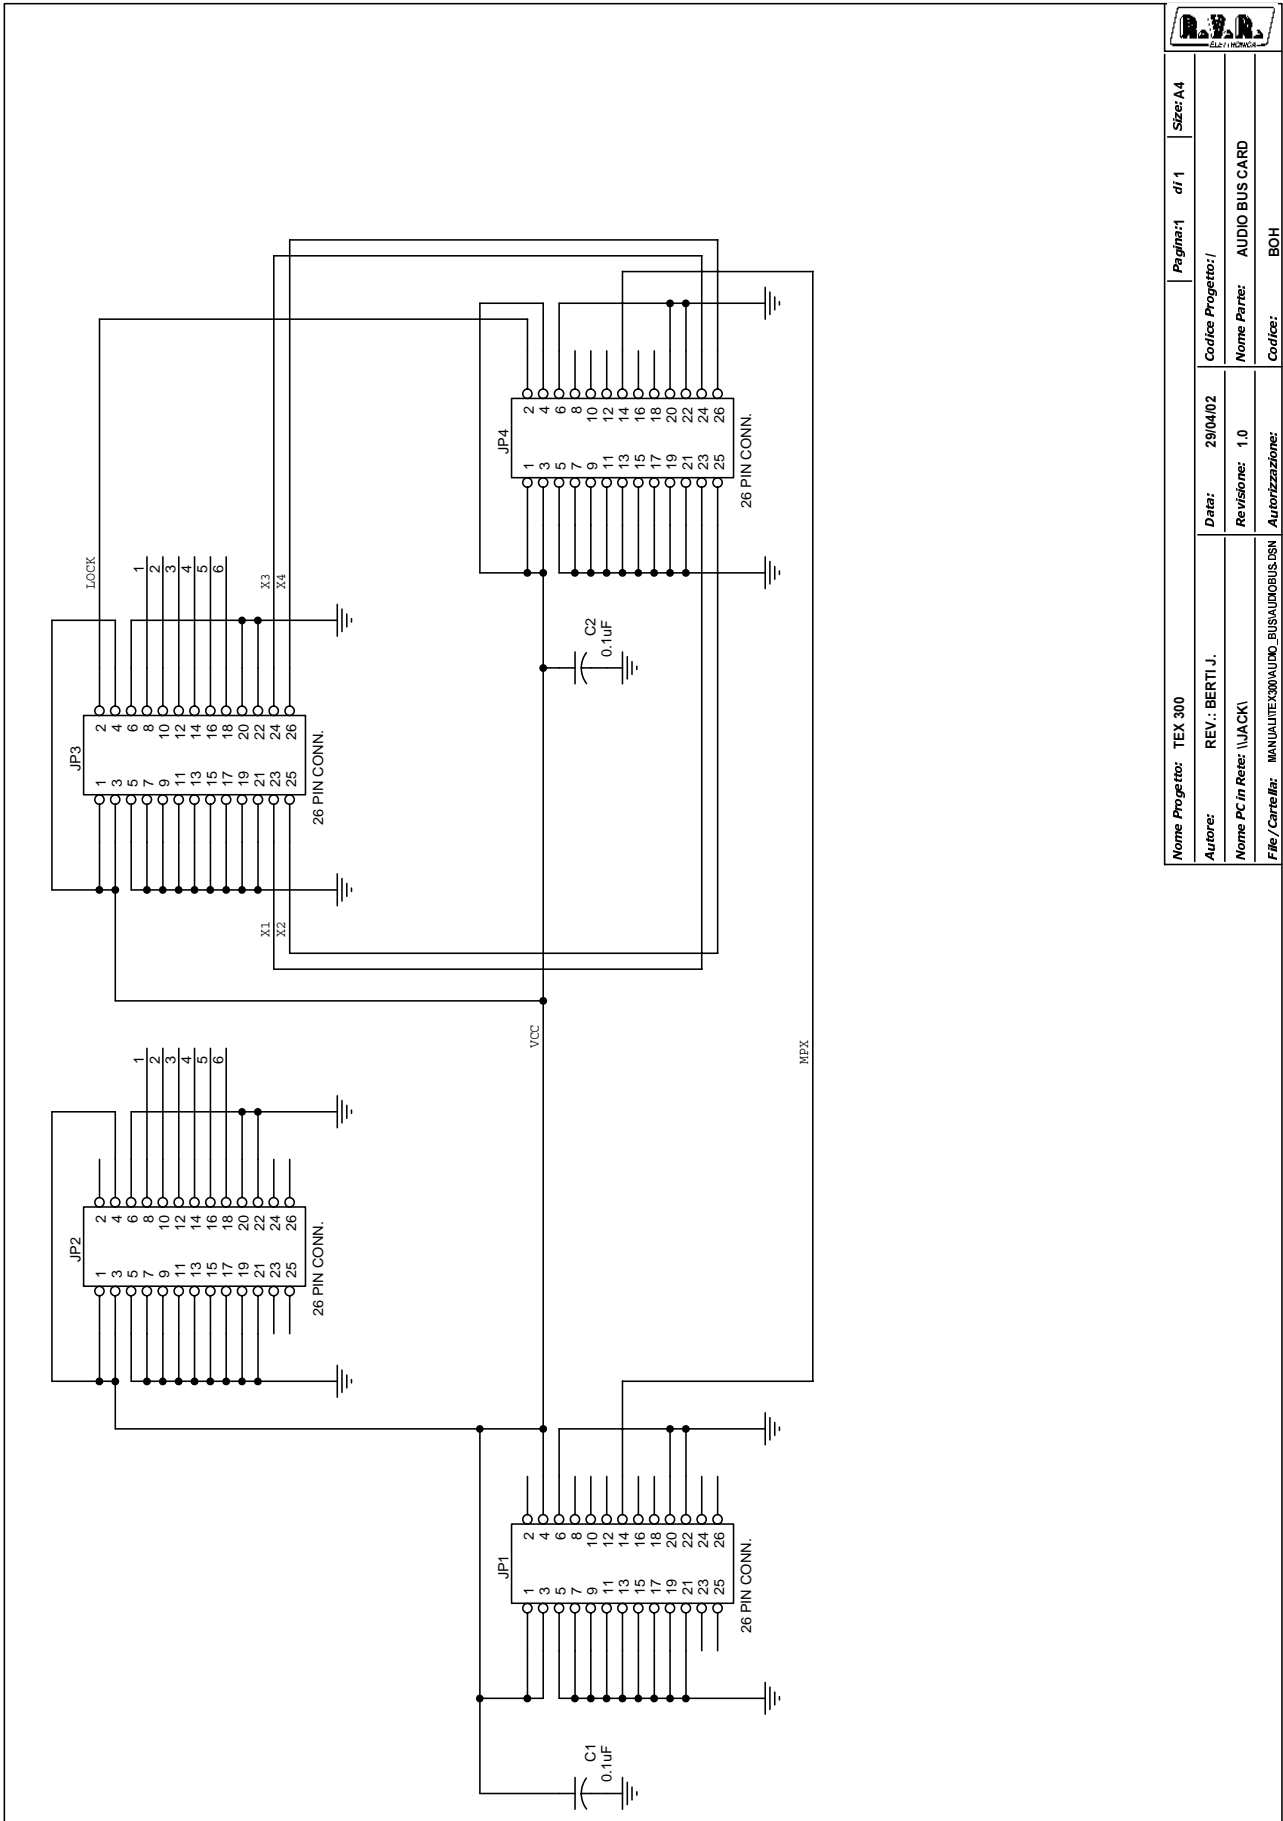 R.V.R.
ELETTRONICA
Nome Progetto: TEX 300
Pagina:1 di 1
Size: A4
Autore: REV.: BERTI J.
Data: 29/04/02
Codice Progetto: /
Nome PC in Rete: \\JACK\
Revisione: 1.0
Nome Parte: AUDIO BUS CARD
File/Cartella: MANUALI\TEX300\AUDIO_BUS\AUDIOBUS.DSN
Autorizzazione:
Codice: BOH
JP3
1 2
3 4
5 6
7 8
9 10
11 12
13 14
15 16
17 18
19 20
21 22
23 24
25 26
26 PIN CONN.
LOCK
1
2
3
4
5
6
X3
X4
X1
X2
JP4
1 2
3 4
5 6
7 8
9 10
11 12
13 14
15 16
17 18
19 20
21 22
23 24
25 26
26 PIN CONN.
C2
0.1uF
VCC
MPX
JP2
1 2
3 4
5 6
7 8
9 10
11 12
13 14
15 16
17 18
19 20
21 22
23 24
25 26
26 PIN CONN.
1
2
3
4
5
6
JP1
1 2
3 4
5 6
7 8
9 10
11 12
13 14
15 16
17 18
19 20
21 22
23 24
25 26
26 PIN CONN.
C1
0.1uF